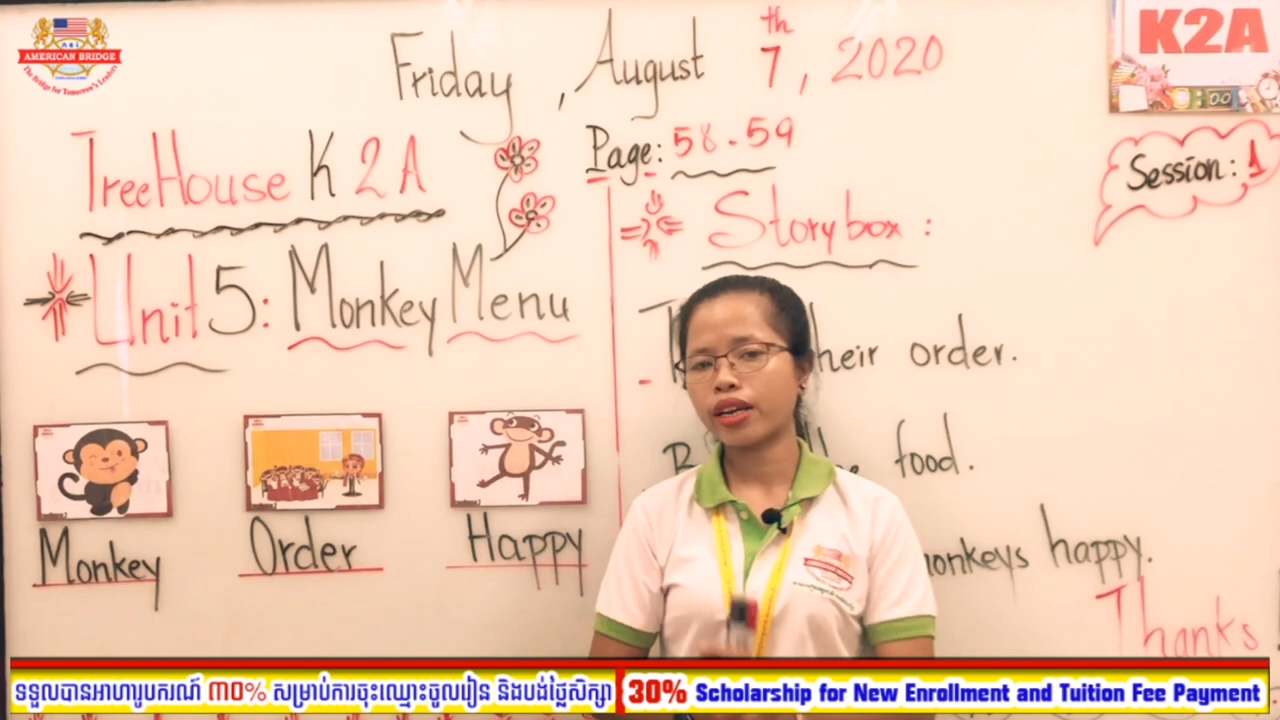 AMERICAN BRIDGE
The Bridge for Tomorrow's Leaders
K2A
Friday, August 7th, 2020
TreeHouse K2A
Page: 58-59
Session: 1
Unit 5: Monkey Menu
Storybox:
their order.
food.
monkeys happy.
Monkey
Order
Happy
Thanks
ទទួលបានអាហារូបករណ៍ ៣០% សម្រាប់ការចុះឈ្មោះចូលរៀន និងបង់ថ្លៃសិក្សា
30% Scholarship for New Enrollment and Tuition Fee Payment